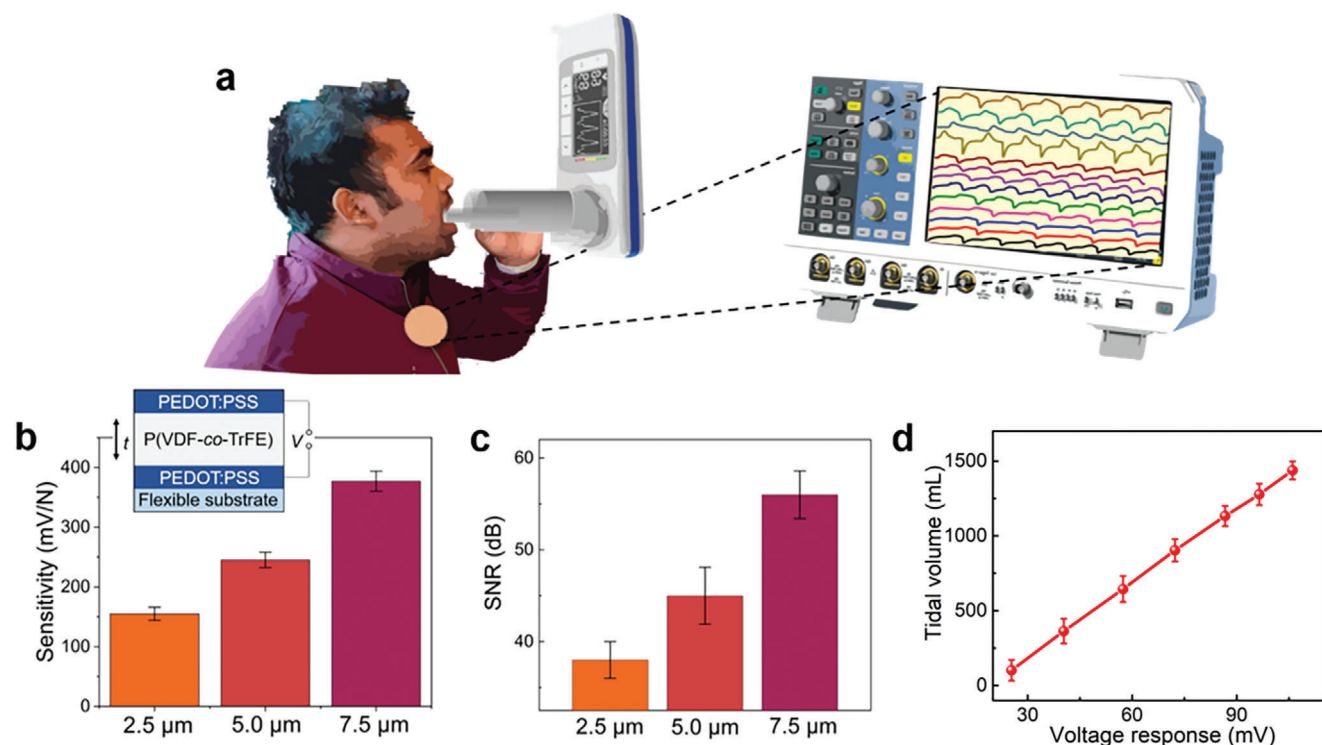 a
b
PEDOT:PSS
t
P(VDF-co-TrFE)
V
PEDOT:PSS
Flexible substrate
Sensitivity (mV/N)
400
300
200
100
0
2.5 μm
5.0 μm
7.5 μm
c
SNR (dB)
60
50
40
2.5 μm
5.0 μm
7.5 μm
d
Tidal volume (mL)
1500
1000
500
0
30
60
90
Voltage response (mV)